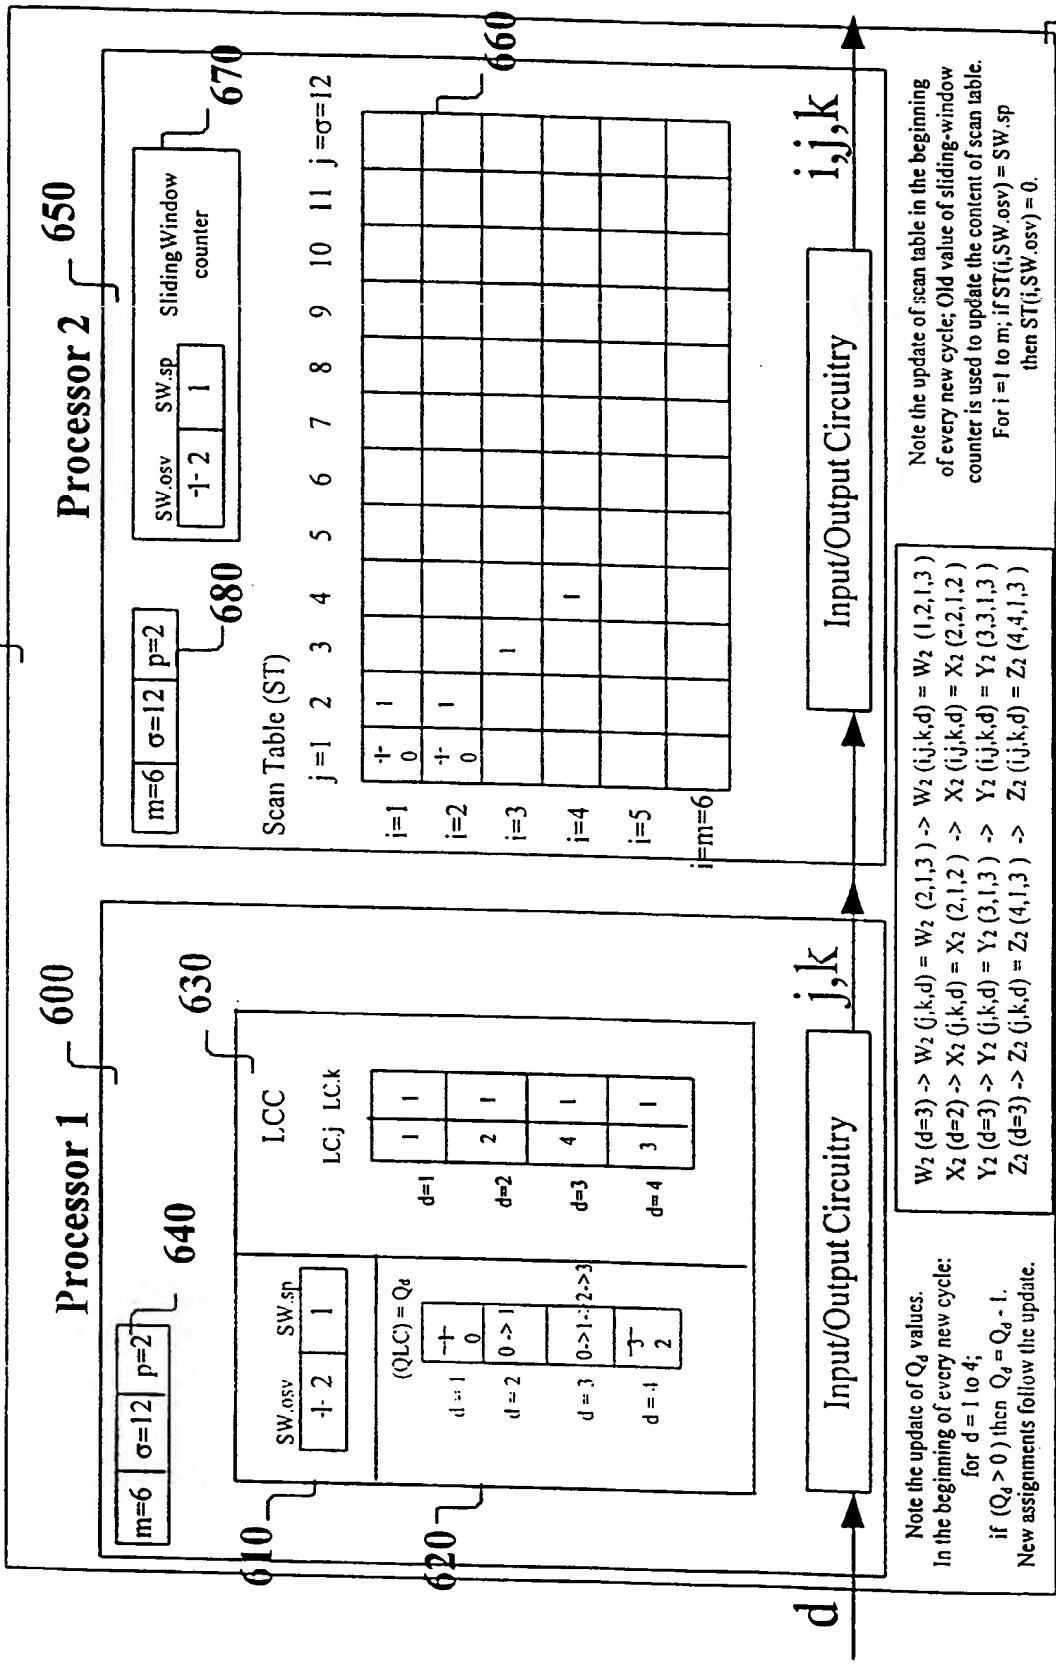 Processor 1
600
m=6 σ=12 p=2
640
630
SW.osv SW.sp
-1- 2 1
610
(QLC) = Qd
d = 1 1 0
d = 2 0 -> 1
d = 3 0->1->2->3
d = 4 3 2
620
LCC
LC.j LC.k
d=1 1 1
d=2 2 1
d=3 4 1
d=4 3 1
d
Input/Output Circuitry
j,k
Processor 2
650
m=6 σ=12 p=2
680
SW.osv SW.sp
-1- 2 1
SlidingWindow
counter
670
Scan Table (ST)
j =1 2 3 4 5 6 7 8 9 10 11 j =σ=12
660
i=1 -1- 0 1
i=2 -1- 0 1
i=3 1
i=4 1
i=5
i=m=6
Input/Output Circuitry
i,j,k
Note the update of Qd values.
In the beginning of every new cycle:
for d = 1 to 4;
if (Qd > 0 ) then Qd = Qd - 1.
New assignments follow the update.
W2 (d=3) -> W2 (j,k,d) = W2 (2,1,3 ) -> W2 (i,j,k,d) = W2 (1,2,1,3 )
X2 (d=2) -> X2 (j,k,d) = X2 (2,1,2 ) -> X2 (i,j,k,d) = X2 (2,2,1,2 )
Y2 (d=3) -> Y2 (j,k,d) = Y2 (3,1,3 ) -> Y2 (i,j,k,d) = Y2 (3,3,1,3 )
Z2 (d=3) -> Z2 (j,k,d) = Z2 (4,1,3 ) -> Z2 (i,j,k,d) = Z2 (4,4,1,3 )
Note the update of scan table in the beginning
of every new cycle; Old value of sliding-window
counter is used to update the content of scan table.
For i =1 to m; if ST(i,SW.osv) = SW.sp
then ST(i,SW.osv) = 0.